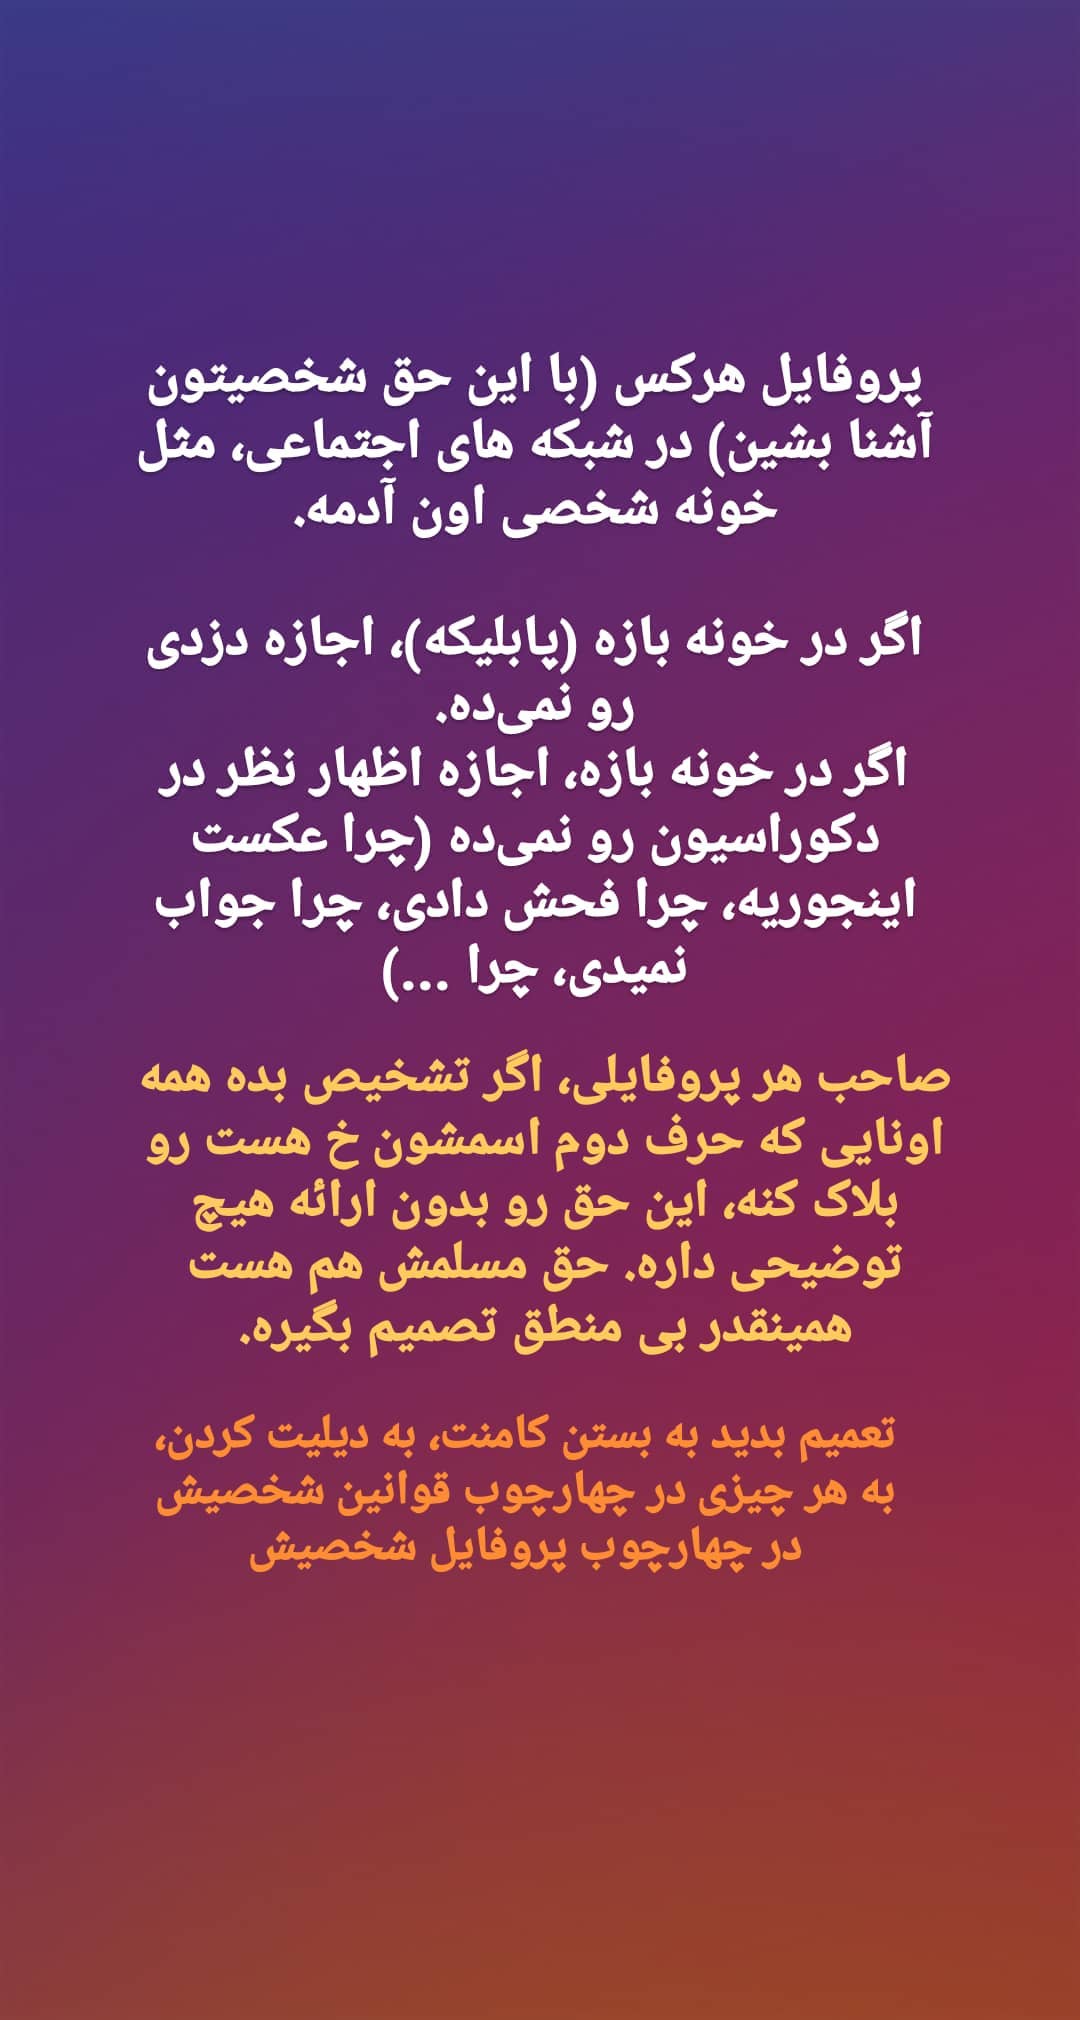 پروفایل هرکس (با این حق شخصیتون
آشنا بشین) در شبکه های اجتماعی، مثل
خونه شخصی اون آدمه.
اگر در خونه بازه (پابلیکه)، اجازه دزدی
رو نمی‌ده.
اگر در خونه بازه، اجازه اظهار نظر در
دکوراسیون رو نمی‌ده (چرا عکست
اینجوریه، چرا فحش دادی، چرا جواب
نمیدی، چرا ...)
صاحب هر پروفایلی، اگر تشخیص بده همه
اونایی که حرف دوم اسمشون خ هست رو
بلاک کنه، این حق رو بدون ارائه هیچ
توضیحی داره. حق مسلمش هم هست
همینقدر بی منطق تصمیم بگیره.
تعمیم بدید به بستن کامنت، به دیلیت کردن،
به هر چیزی در چهارچوب قوانین شخصیش
در چهارچوب پروفایل شخصیش